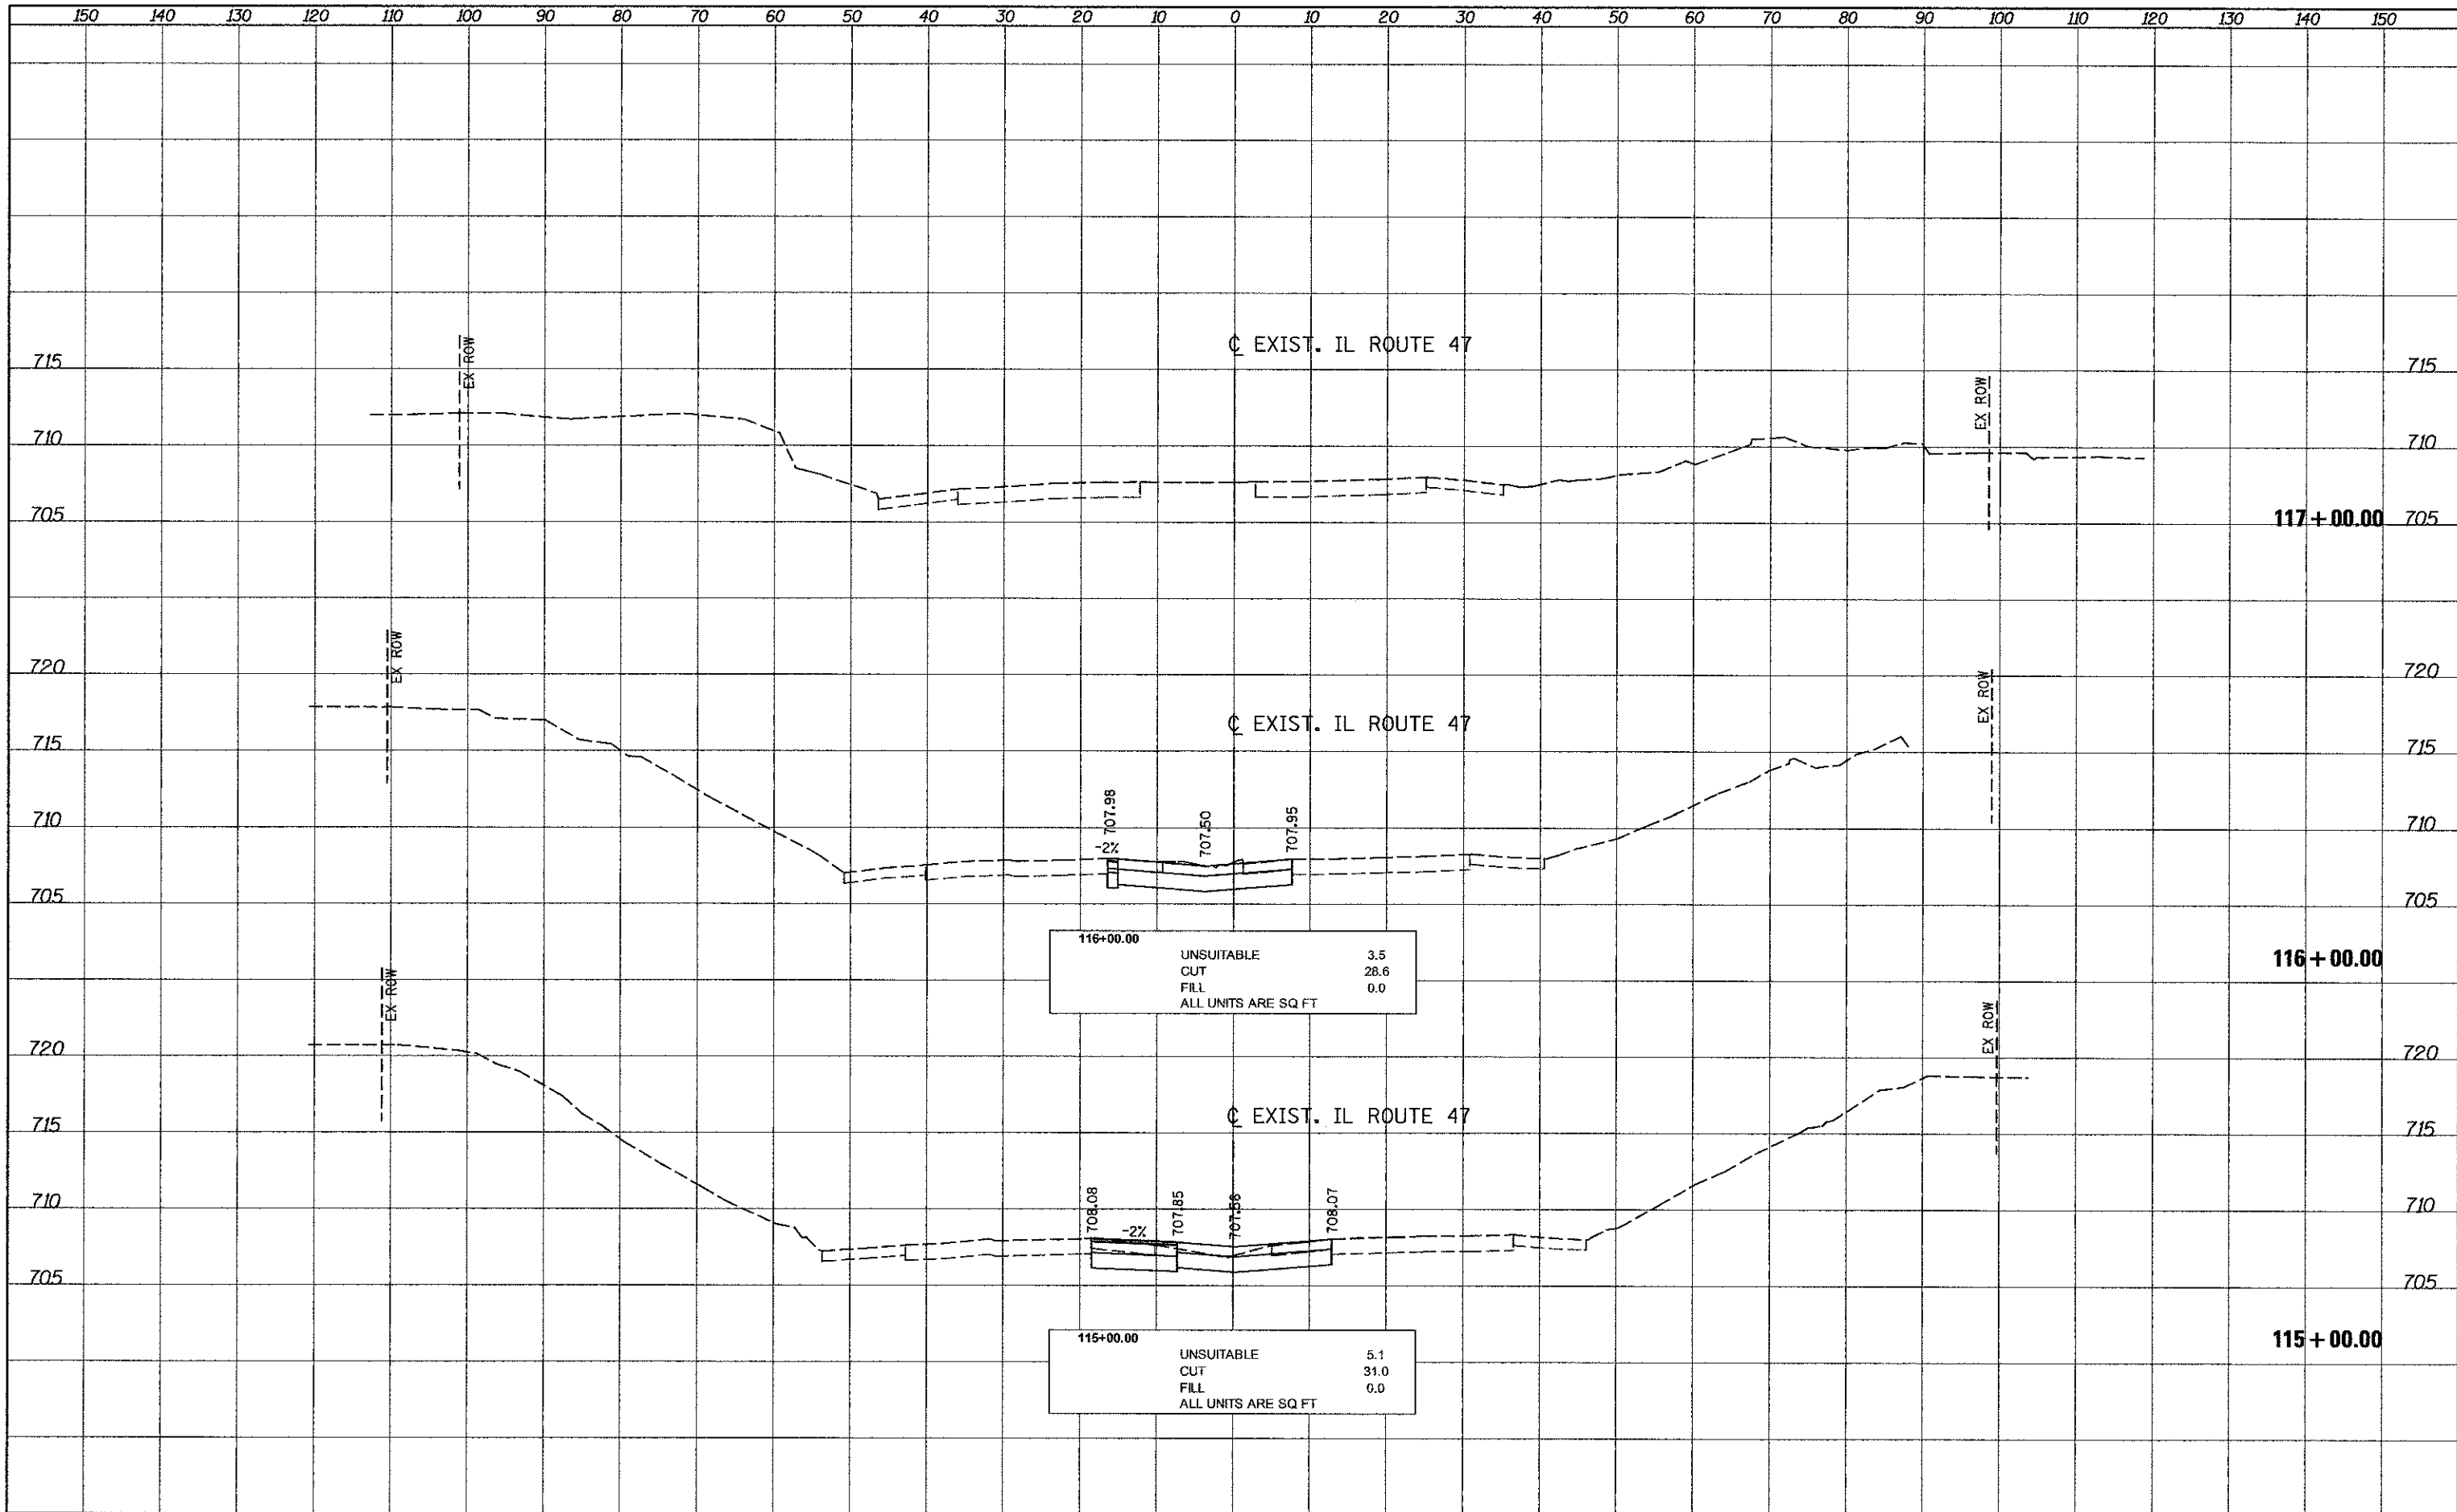 150 140 130 120 110 100 90 80 70 60 50 40 30 20 10 0 10 20 30 40 50 60 70 80 90 100 110 120 130 140 150
℄ EXIST. IL ROUTE 47
EX ROW
EX ROW
715 715
710 710
705 705
117+00.00
EX ROW
EX ROW
720 720
℄ EXIST. IL ROUTE 47
715 715
710 710
707.98
707.50
707.95
-2%
705 705
116+00.00
UNSUITABLE 3.5
CUT 28.6
FILL 0.0
ALL UNITS ARE SQ FT
116+00.00
EX ROW
EX ROW
720 720
℄ EXIST. IL ROUTE 47
715 715
710 710
708.08
707.85
708.07
-2%
705 705
115+00.00
UNSUITABLE 5.1
CUT 31.0
FILL 0.0
ALL UNITS ARE SQ FT
115+00.00